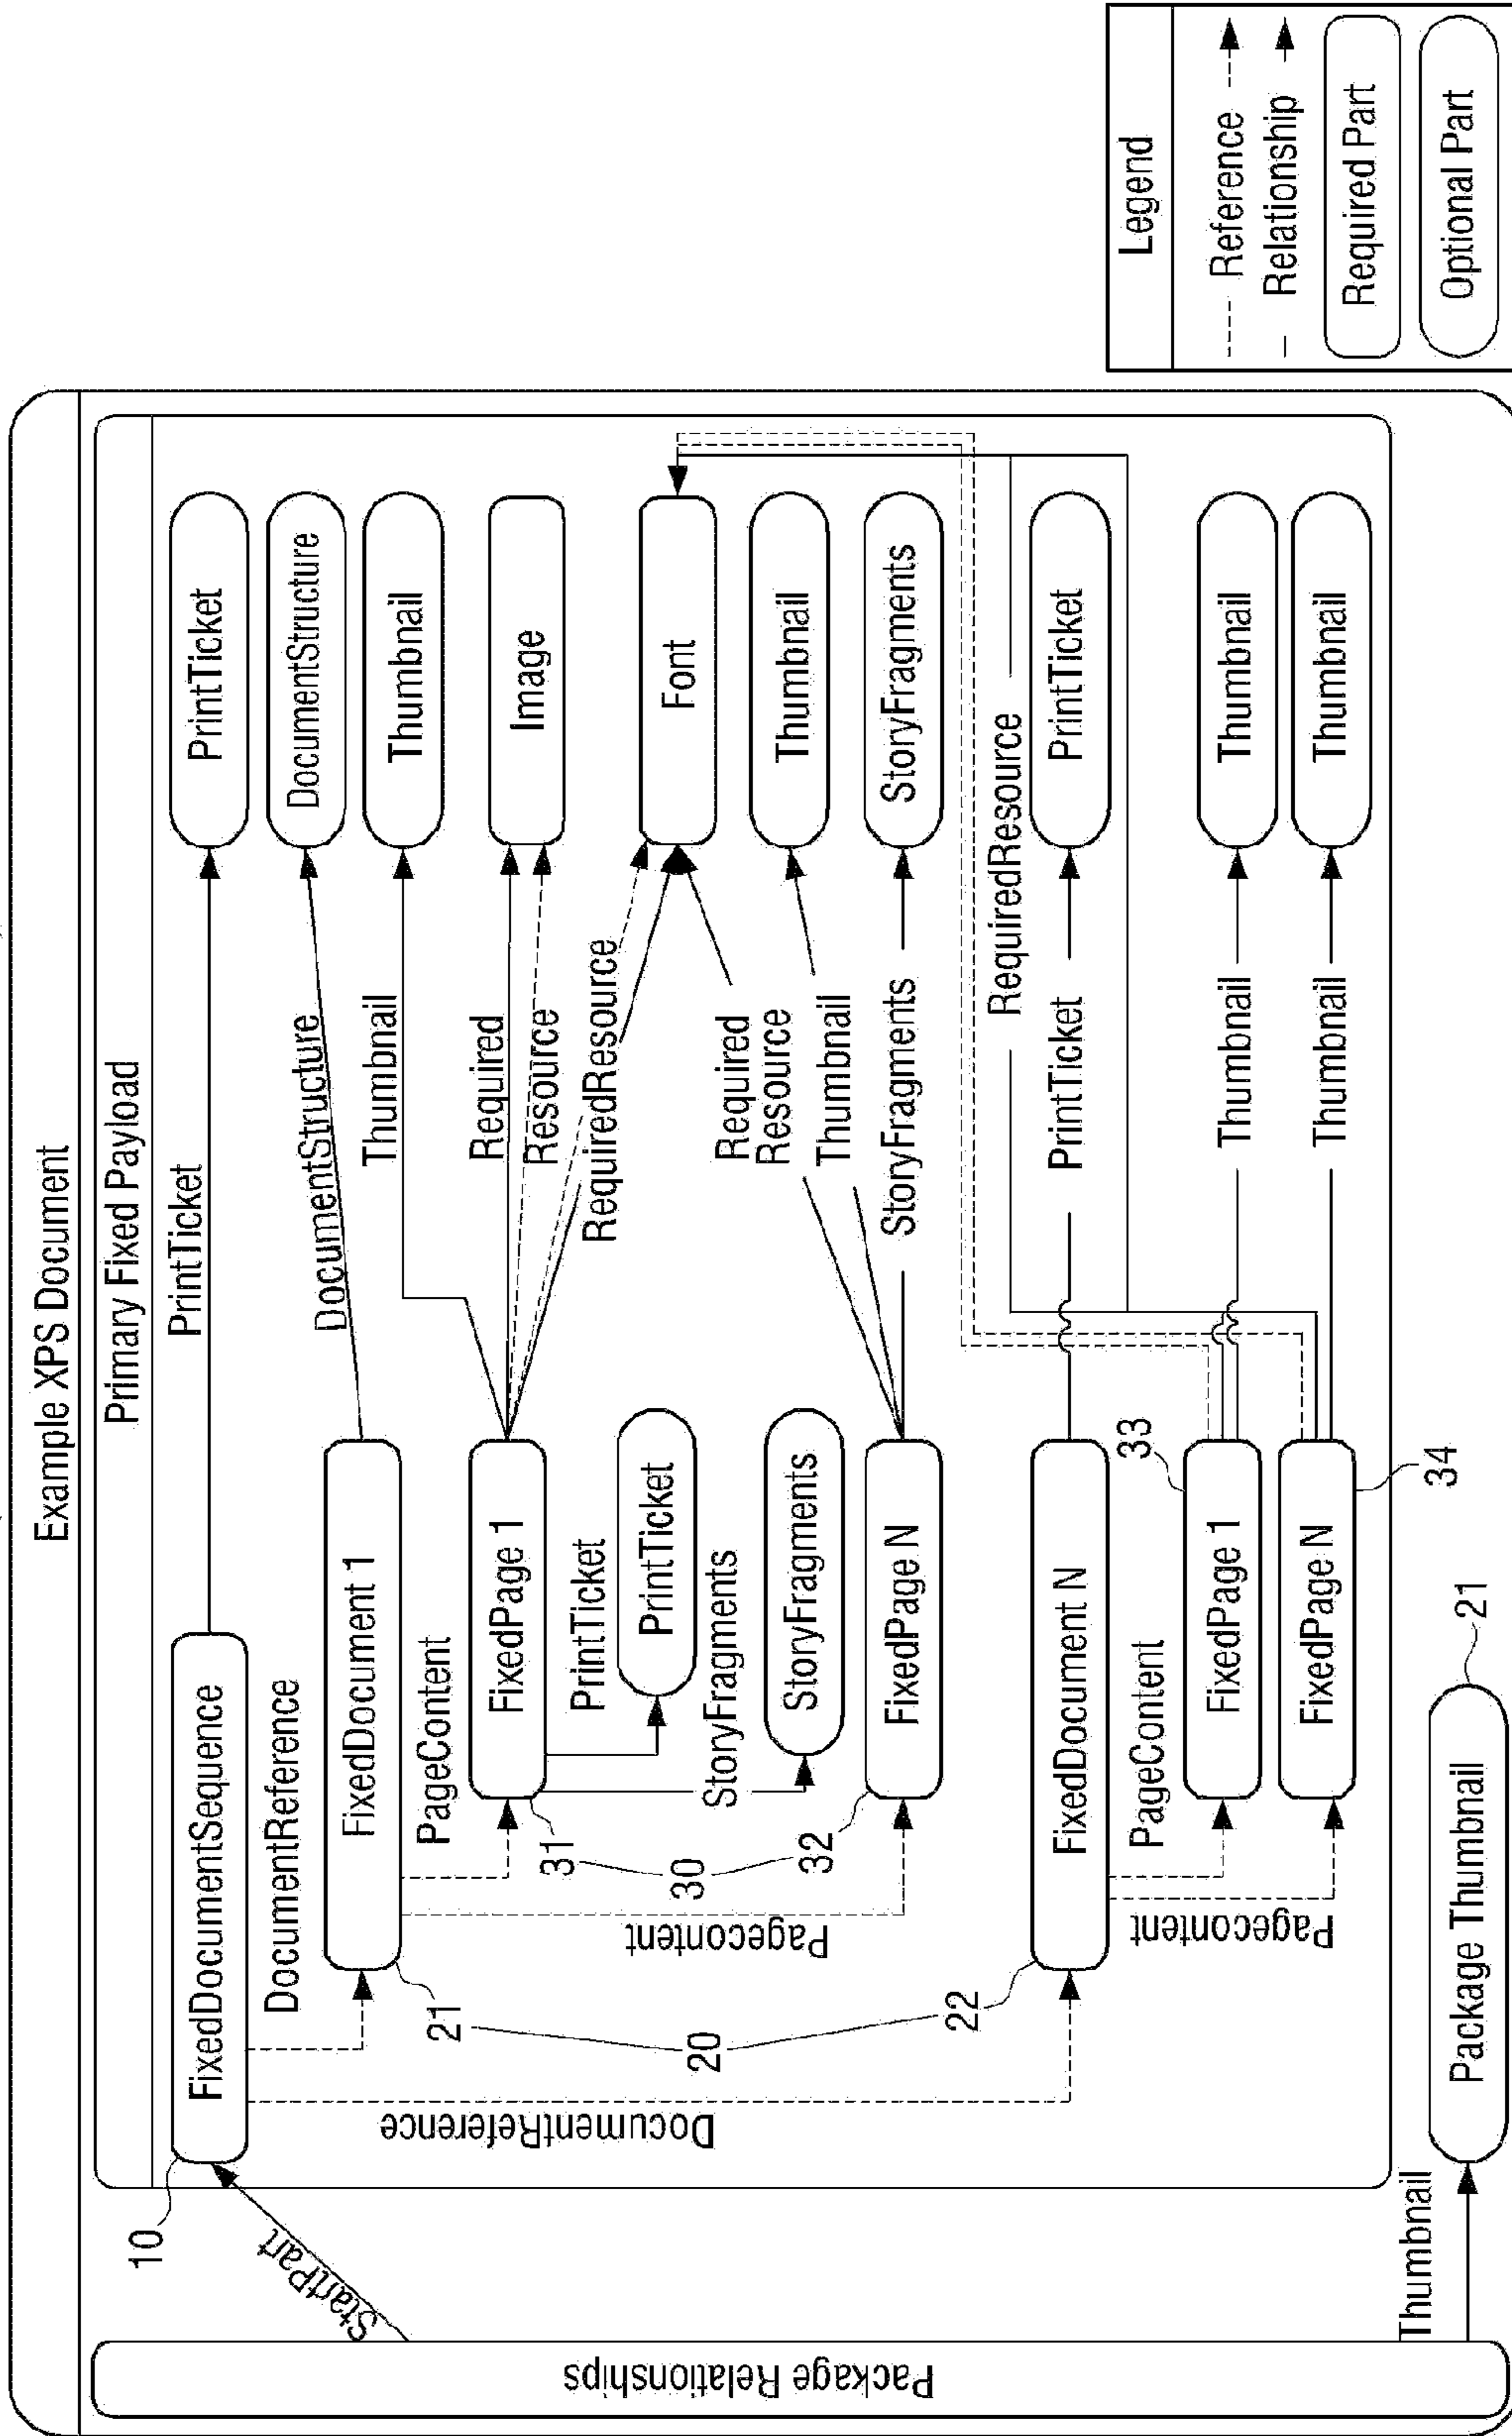 Example XPS Document
Primary Fixed Payload
Package Relationships
StartPart
10
FixedDocumentSequence
PrintTicket
PrintTicket
DocumentReference
DocumentReference
FixedDocument 1
21
20
22
DocumentStructure
DocumentStructure
PageContent
Pagecontent
FixedPage 1
31
30
32
Thumbnail
Thumbnail
Required
Resource
Image
RequiredResource
Font
PrintTicket
PrintTicket
StoryFragments
StoryFragments
FixedPage N
Required
Resource
Thumbnail
Thumbnail
StoryFragments
StoryFragments
RequiredResource
FixedDocument N
PrintTicket
PrintTicket
PageContent
Pagecontent
FixedPage 1
33
Thumbnail
Thumbnail
FixedPage N
34
Thumbnail
Thumbnail
Thumbnail
Package Thumbnail
21
Legend
Reference
Relationship
Required Part
Optional Part